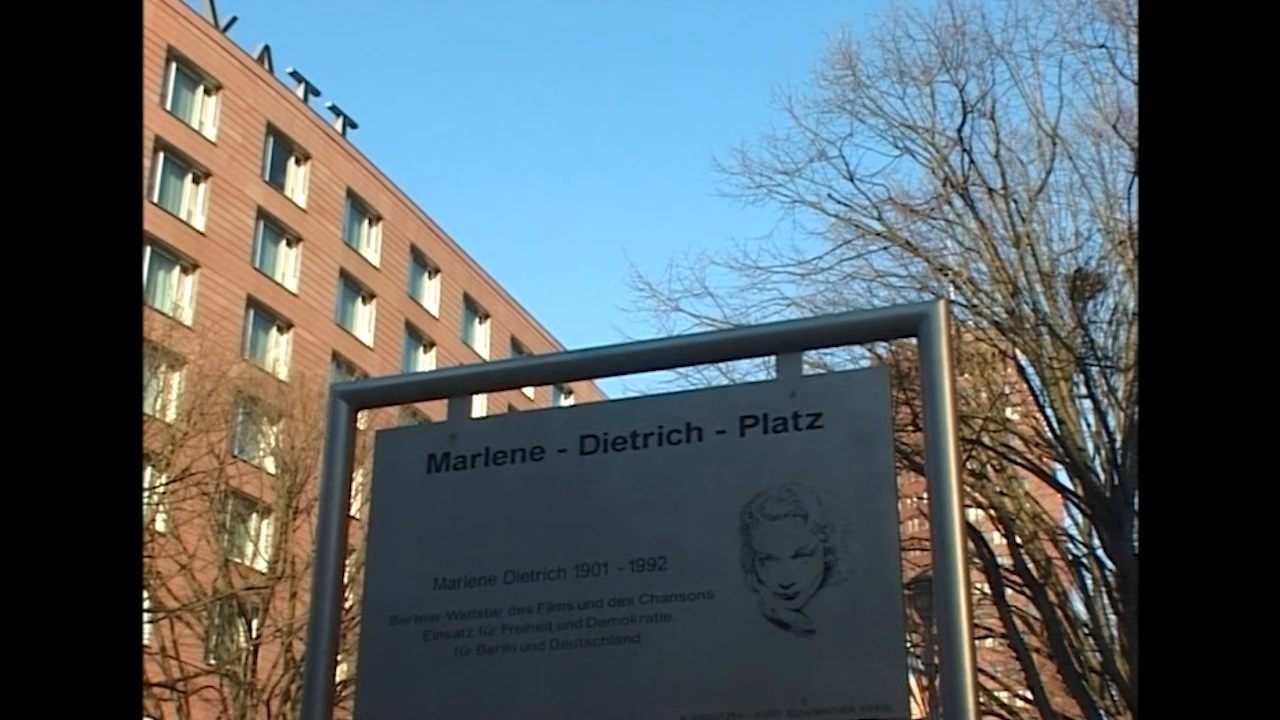 YATT
Marlene - Dietrich - Platz
Marlene Dietrich 1901 - 1992
Berliner Weltstar des Films und des Chansons
Einsatz für Freiheit und Demokratie,
für Berlin und Deutschland